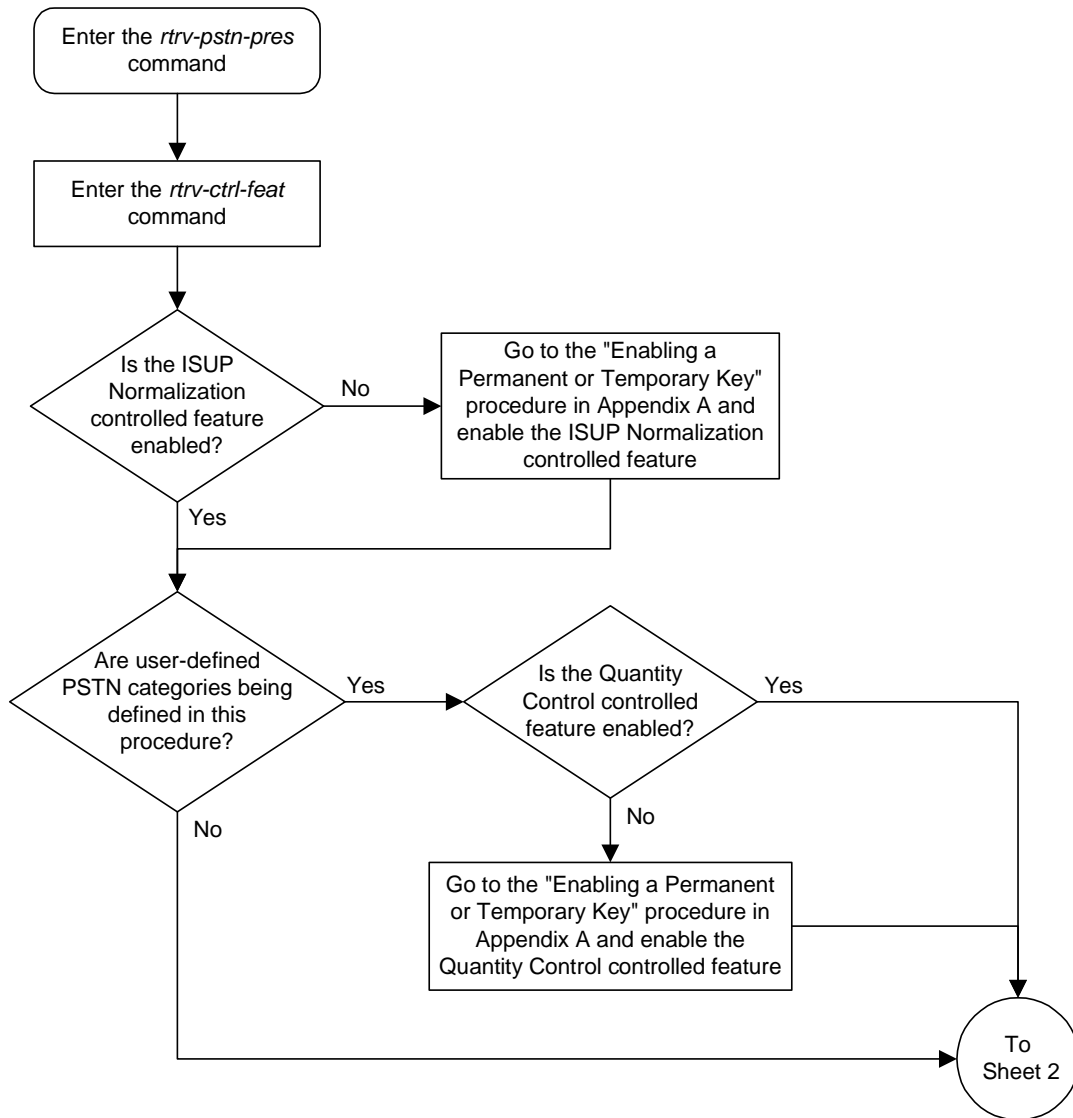 Enter the rtrv-pstn-pres
command
Enter the rtrv-ctrl-feat
command
Is the ISUP
Normalization
controlled feature
enabled?
No
Go to the "Enabling a
Permanent or Temporary Key"
procedure in Appendix A and
enable the ISUP Normalization
controlled feature
Yes
Are user-defined
PSTN categories being
defined in this
procedure?
Yes
Is the Quantity
Control controlled
feature enabled?
Yes
No
No
Go to the "Enabling a Permanent
or Temporary Key" procedure in
Appendix A and enable the
Quantity Control controlled feature
To
Sheet 2